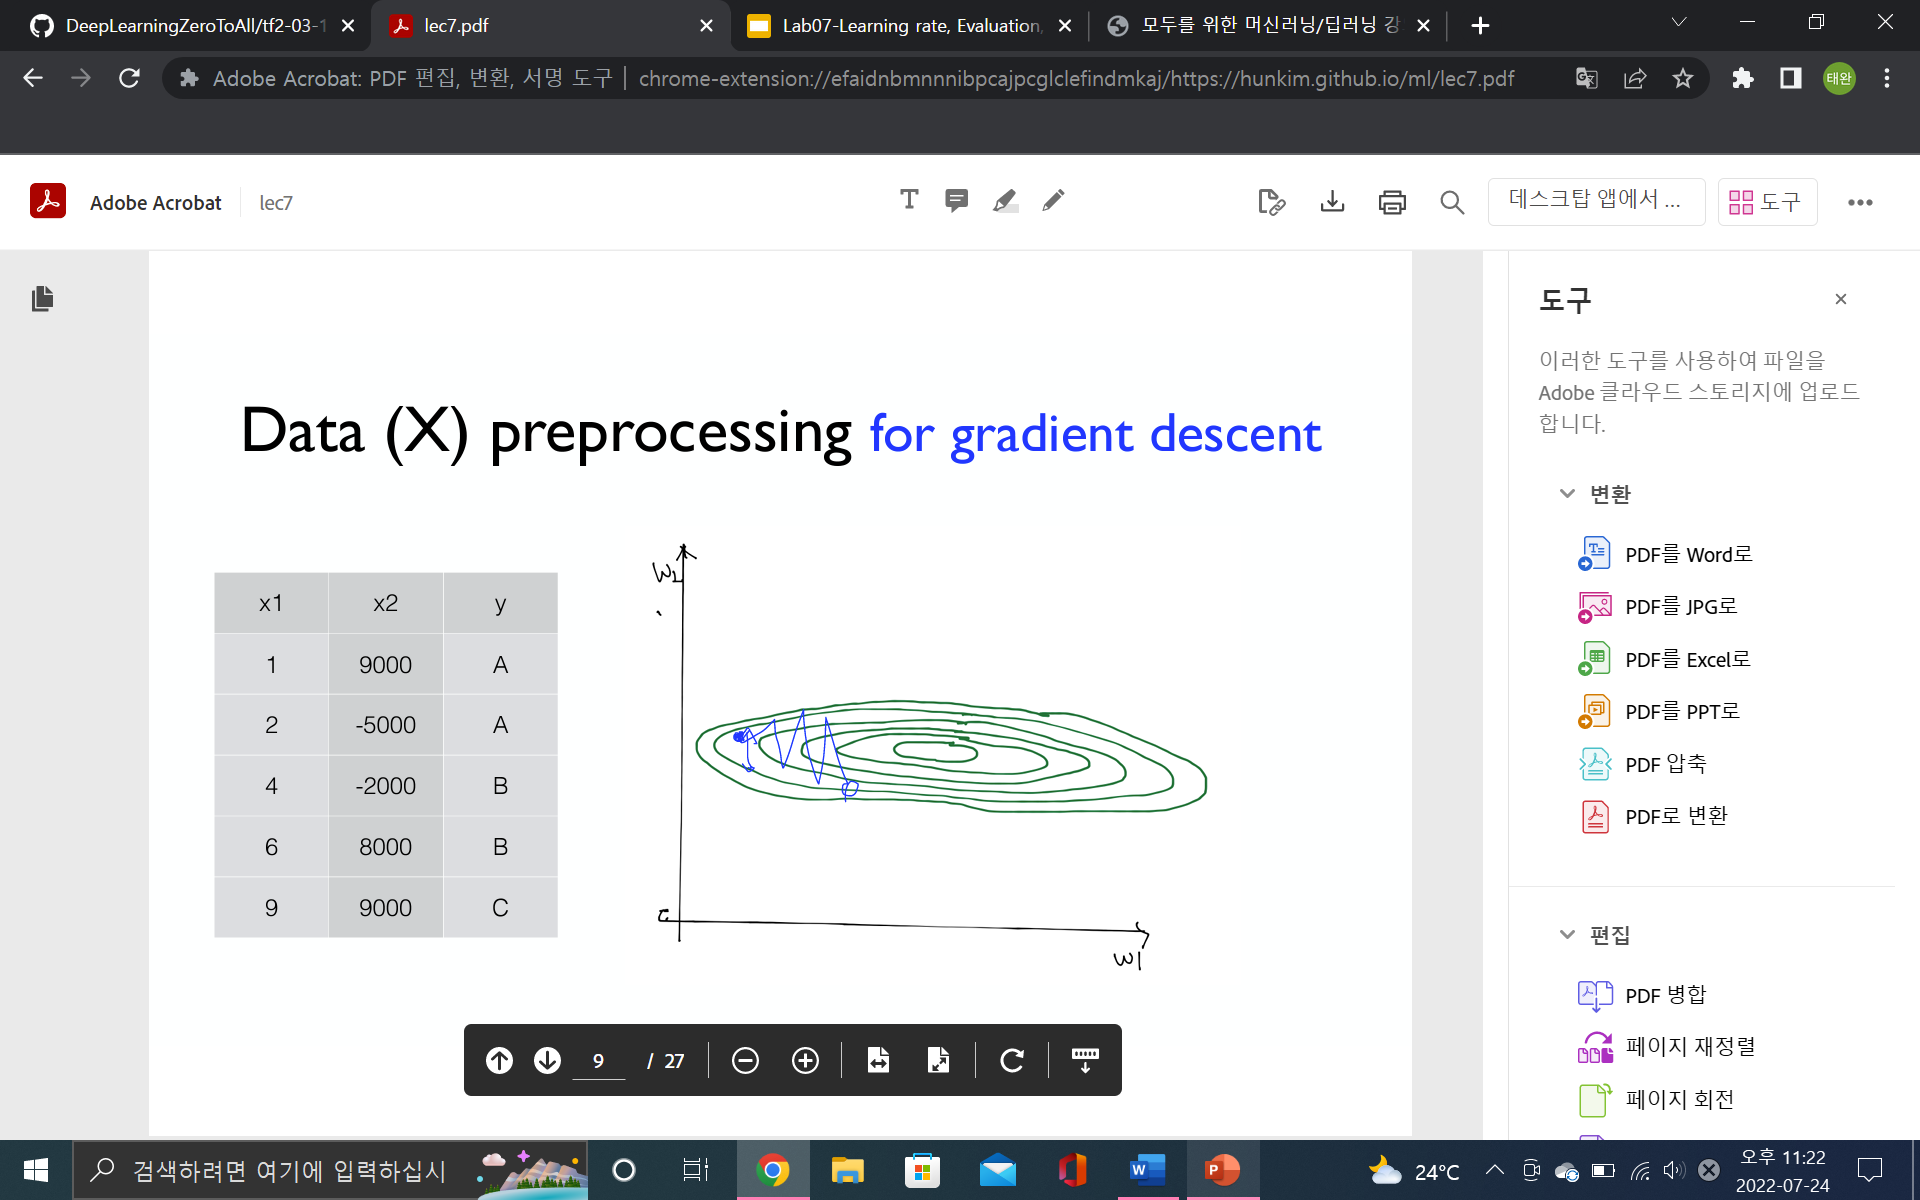 DeepLearningZeroToAll/tf2-03-1
lec7.pdf
Lab07-Learning rate, Evaluation,
모두를 위한 머신러닝/딥러닝 강
Adobe Acrobat: PDF 편집, 변환, 서명 도구
chrome-extension://efaidnbmnnnibpcajpcglclefindmkaj/https://hunkim.github.io/ml/lec7.pdf
태완
Adobe Acrobat
lec7
데스크탑 앱에서 ...
도구
Data (X) preprocessing for gradient descent
x1 x2 y
1 9000 A
2 -5000 A
4 -2000 B
6 8000 B
9 9000 C
w2
w1
9 / 27
도구
이러한 도구를 사용하여 파일을
Adobe 클라우드 스토리지에 업로드
합니다.
변환
PDF를 Word로
PDF를 JPG로
PDF를 Excel로
PDF를 PPT로
PDF 압축
PDF로 변환
편집
PDF 병합
페이지 재정렬
페이지 회전
검색하려면 여기에 입력하십시
24°C
오후 11:22
2022-07-24